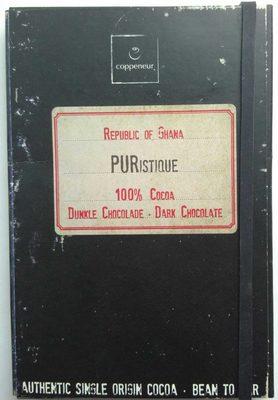 coppeneur
Republic of Ghana
PURistique
100% Cocoa
Dunkle Chocolade · Dark Chocolate
AUTHENTIC SINGLE ORIGIN COCOA · BEAN TO